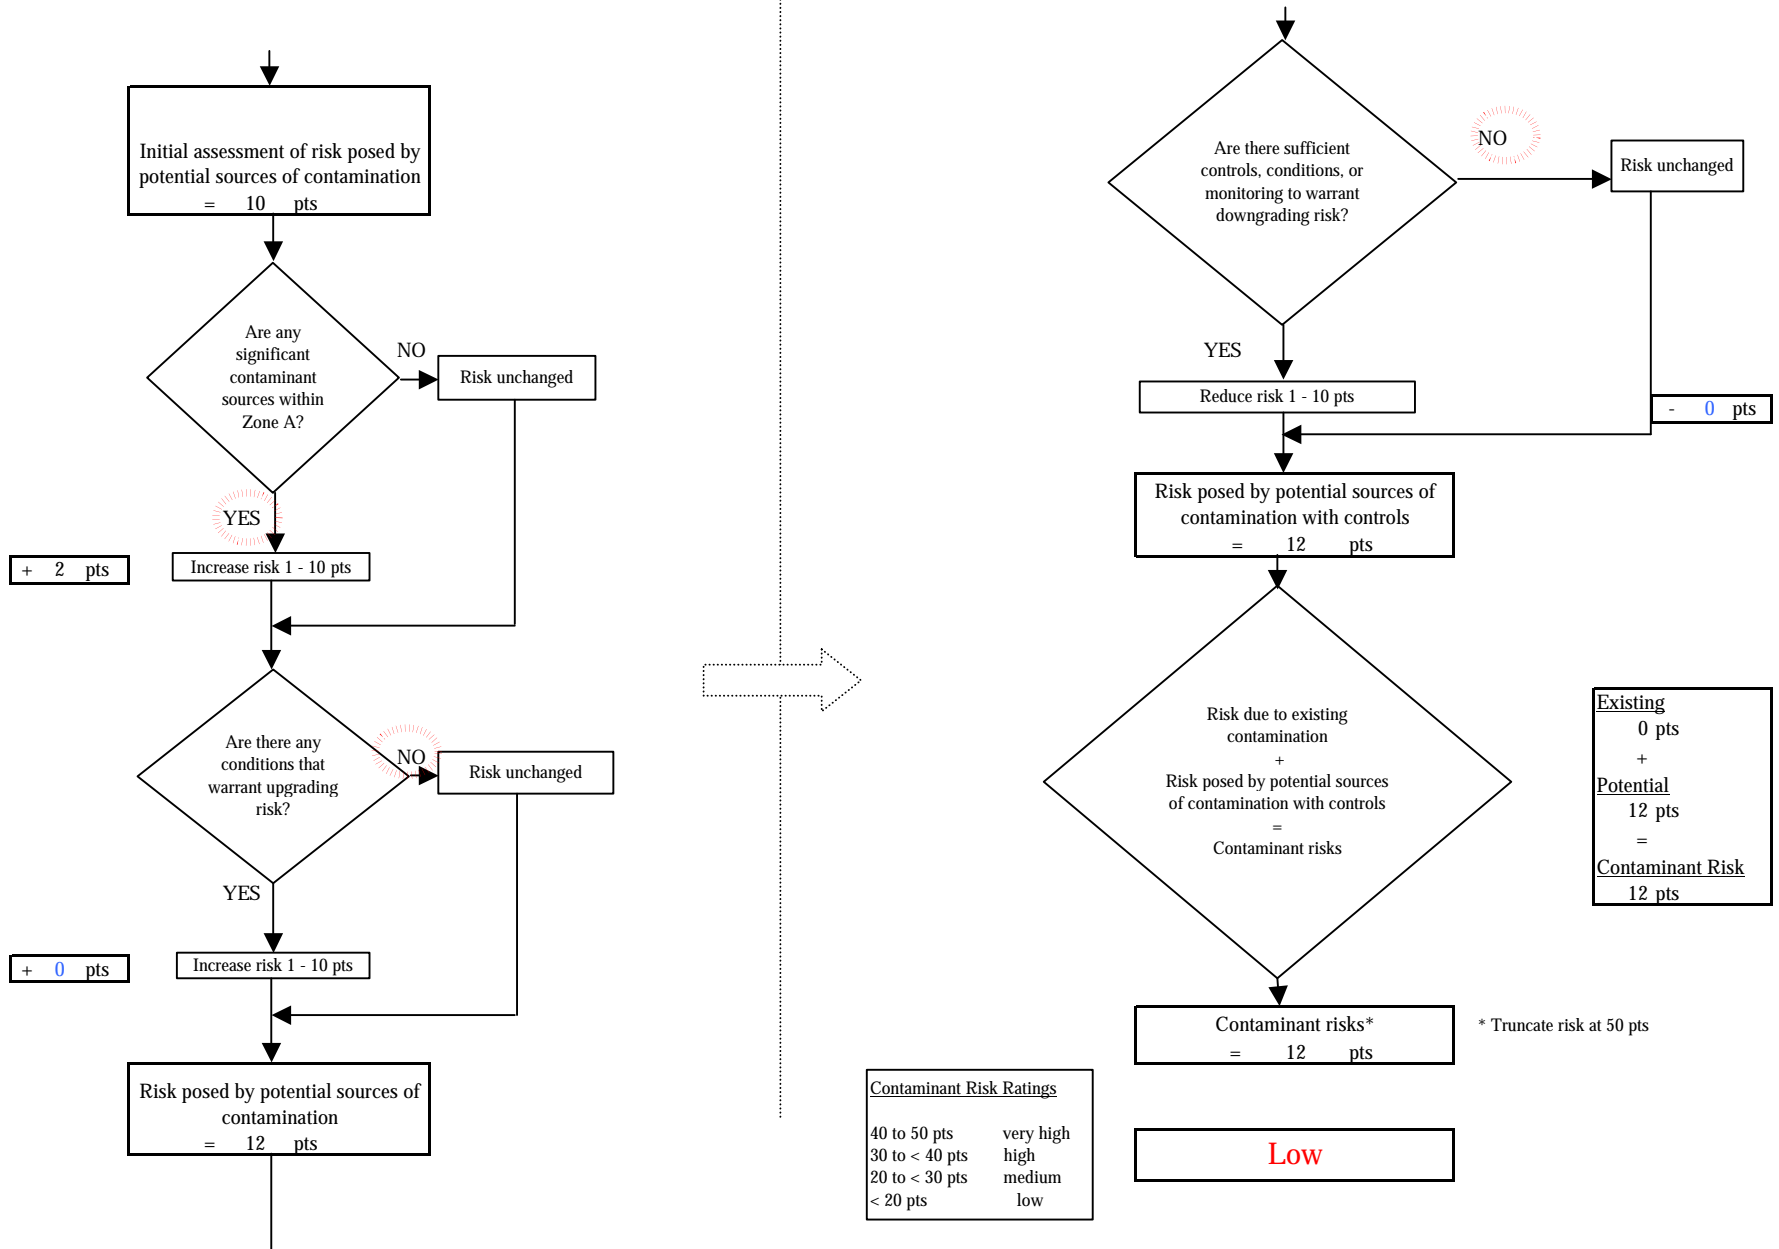 Initial assessment of risk posed by
potential sources of contamination
= 10 pts
Are any
significant
contaminant
sources within
Zone A?
NO
Risk unchanged
YES
+ 2 pts
Increase risk 1 - 10 pts
Are there any
conditions that
warrant upgrading
risk?
NO
Risk unchanged
YES
+ 0 pts
Increase risk 1 - 10 pts
Risk posed by potential sources of
contamination
= 12 pts
Are there sufficient
controls, conditions, or
monitoring to warrant
downgrading risk?
NO
Risk unchanged
YES
Reduce risk 1 - 10 pts
- 0 pts
Risk posed by potential sources of
contamination with controls
= 12 pts
Risk due to existing
contamination
+
Risk posed by potential sources
of contamination with controls
=
Contaminant risks
Existing
0 pts
+
Potential
12 pts
=
Contaminant Risk
12 pts
Contaminant risks*
= 12 pts
* Truncate risk at 50 pts
Contaminant Risk Ratings
40 to 50 pts very high
30 to < 40 pts high
20 to < 30 pts medium
< 20 pts low
Low